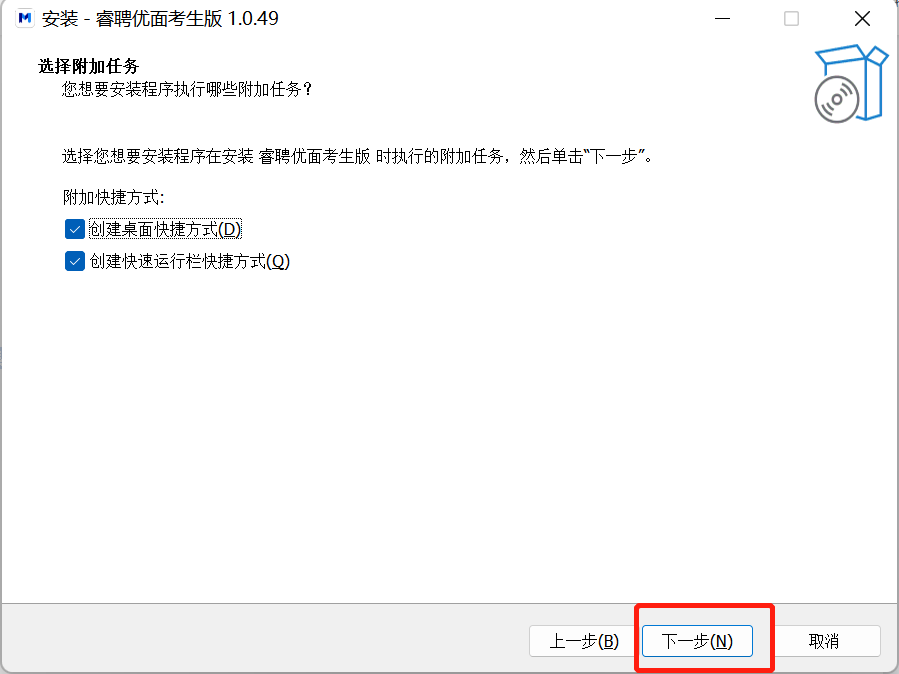 安装 - 睿聘优面考生版 1.0.49
选择附加任务
您想要安装程序执行哪些附加任务？
选择您想要安装程序在安装 睿聘优面考生版 时执行的附加任务，然后单击“下一步”。
附加快捷方式:
创建桌面快捷方式(D)
创建快速运行栏快捷方式(Q)
上一步(B) 下一步(N) 取消